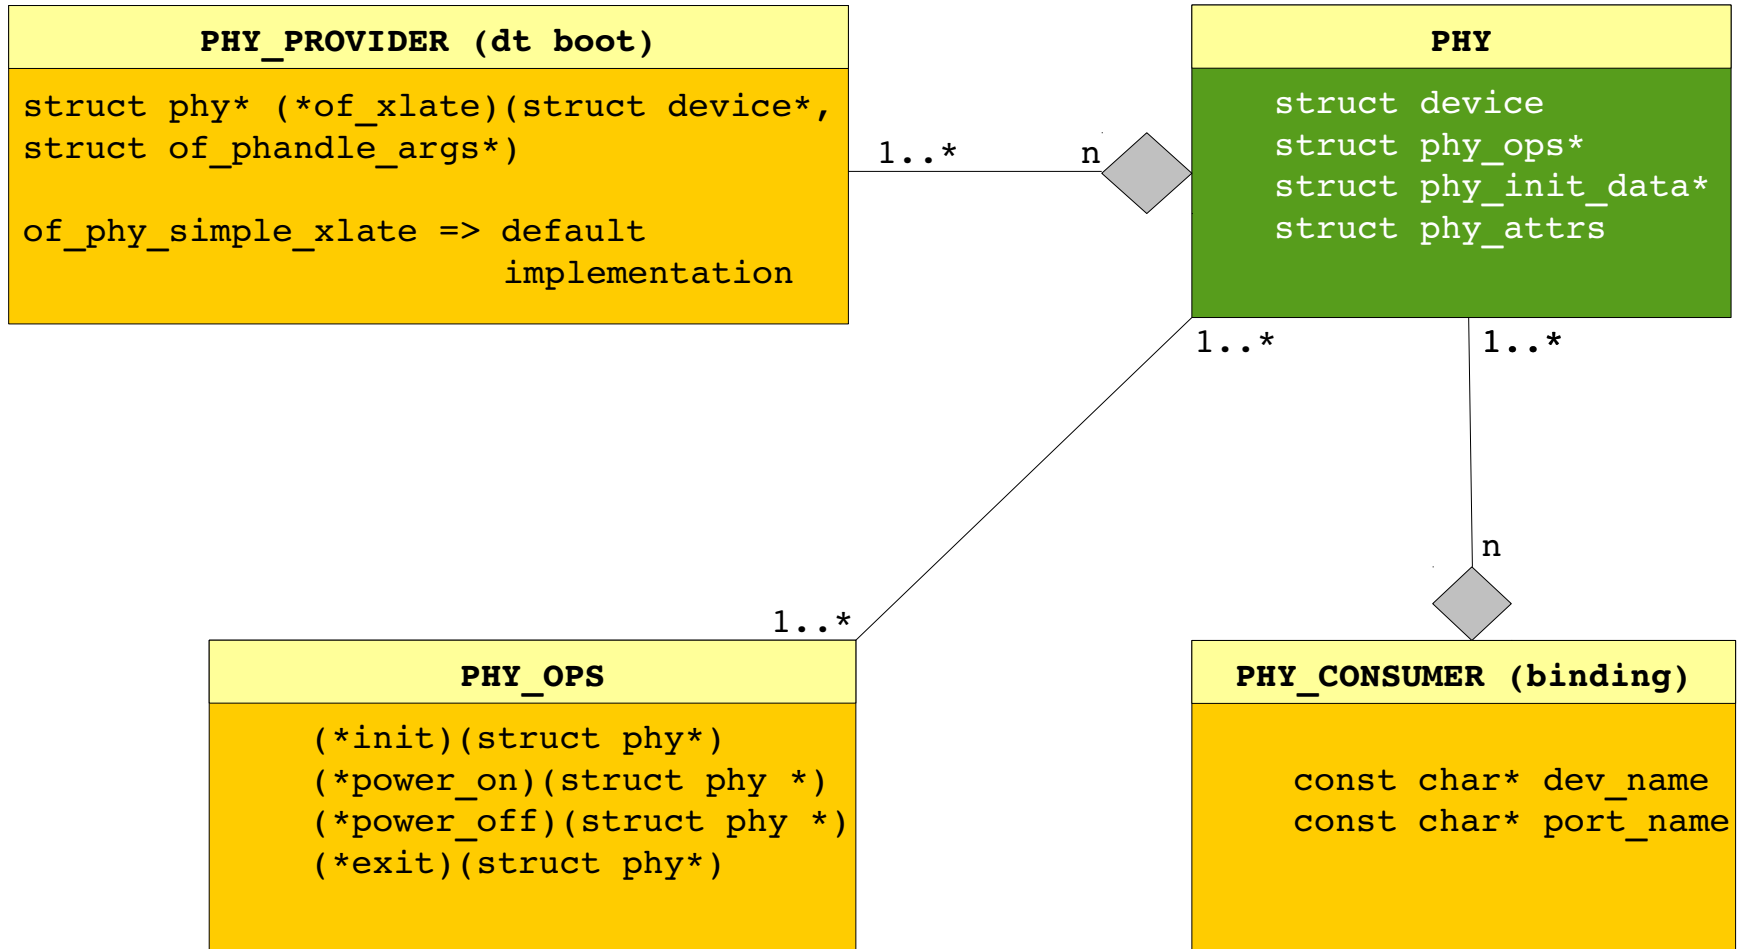 PHY_PROVIDER (dt boot)
struct phy* (*of_xlate)(struct device*,
struct of_phandle_args*)
of_phy_simple_xlate => default
implementation
1..*
n
PHY
struct device
struct phy_ops*
struct phy_init_data*
struct phy_attrs
1..*
1..*
n
1..*
PHY_OPS
(*init)(struct phy*)
(*power_on)(struct phy *)
(*power_off)(struct phy *)
(*exit)(struct phy*)
PHY_CONSUMER (binding)
const char* dev_name
const char* port_name